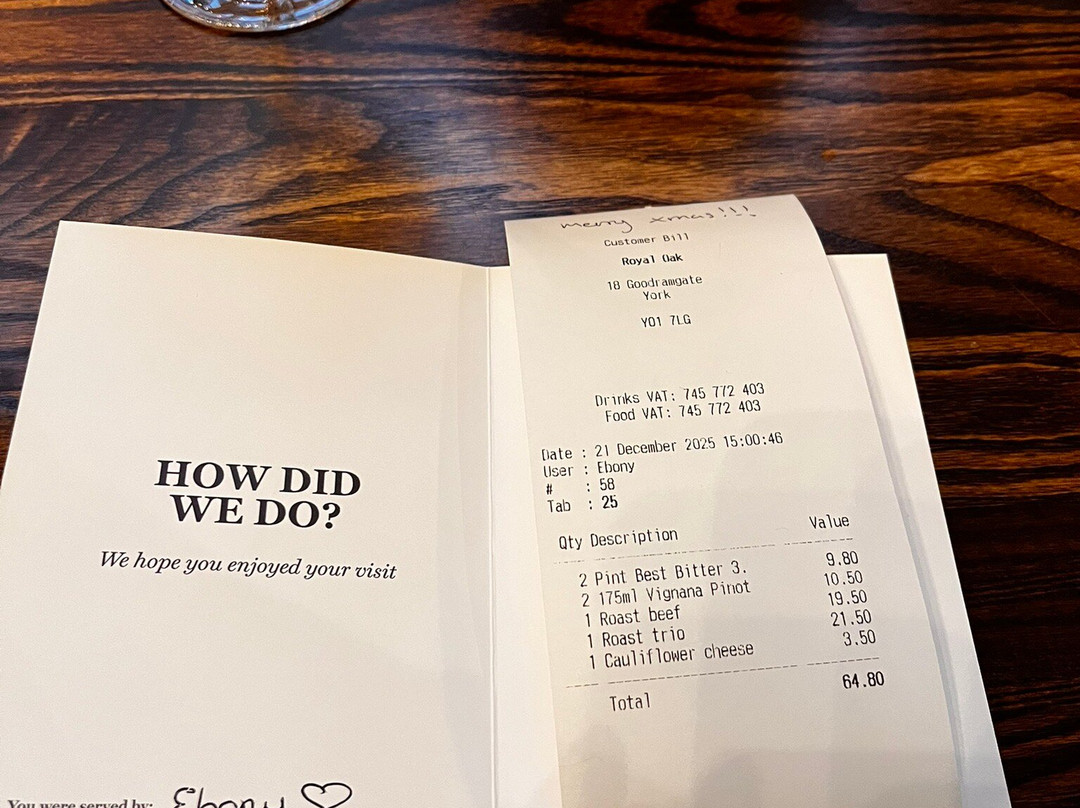 HOW DID
WE DO?
We hope you enjoyed your visit
You were served by: Ebony
merry xmas!!!
Customer Bill
Royal Oak
18 Goodramgate
York
YO1 7LG
Drinks VAT: 745 772 403
Food VAT: 745 772 403
Date : 21 December 2025 15:00:46
User : Ebony
# : 58
Tab : 25
Qty Description Value
2 Pint Best Bitter 3. 9.80
2 175ml Vignana Pinot 10.50
1 Roast beef 19.50
1 Roast trio 21.50
1 Cauliflower cheese 3.50
Total 64.80